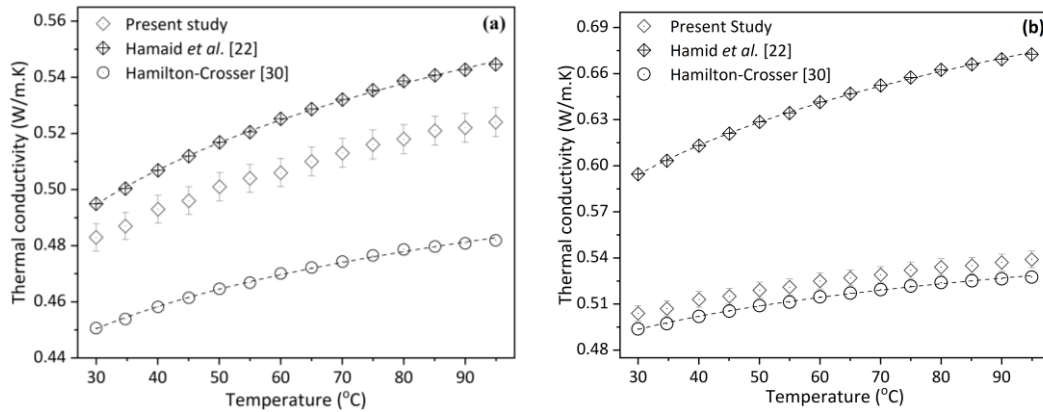 (a)
Present study
Hamaid et al. [22]
Hamilton-Crosser [30]
Thermal conductivity (W/m.K)
0.56
0.54
0.52
0.50
0.48
0.46
0.44
30 40 50 60 70 80 90
Temperature (°C)
(b)
Present Study
Hamid et al. [22]
Hamilton-Crosser [30]
Thermal conductivity (W/m.K)
0.69
0.66
0.63
0.60
0.57
0.54
0.51
0.48
30 40 50 60 70 80 90
Temperature (°C)